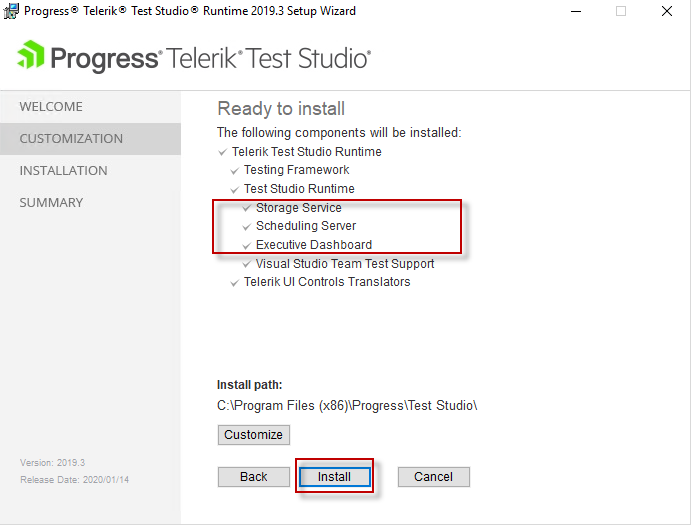 Progress® Telerik® Test Studio® Runtime 2019.3 Setup Wizard
Progress® Telerik® Test Studio®
WELCOME
CUSTOMIZATION
INSTALLATION
SUMMARY
Ready to install
The following components will be installed:
Telerik Test Studio Runtime
Testing Framework
Test Studio Runtime
Storage Service
Scheduling Server
Executive Dashboard
Visual Studio Team Test Support
Telerik UI Controls Translators
Install path:
C:\Program Files (x86)\Progress\Test Studio\
Customize
Version: 2019.3
Release Date: 2020/01/14
Back Install Cancel